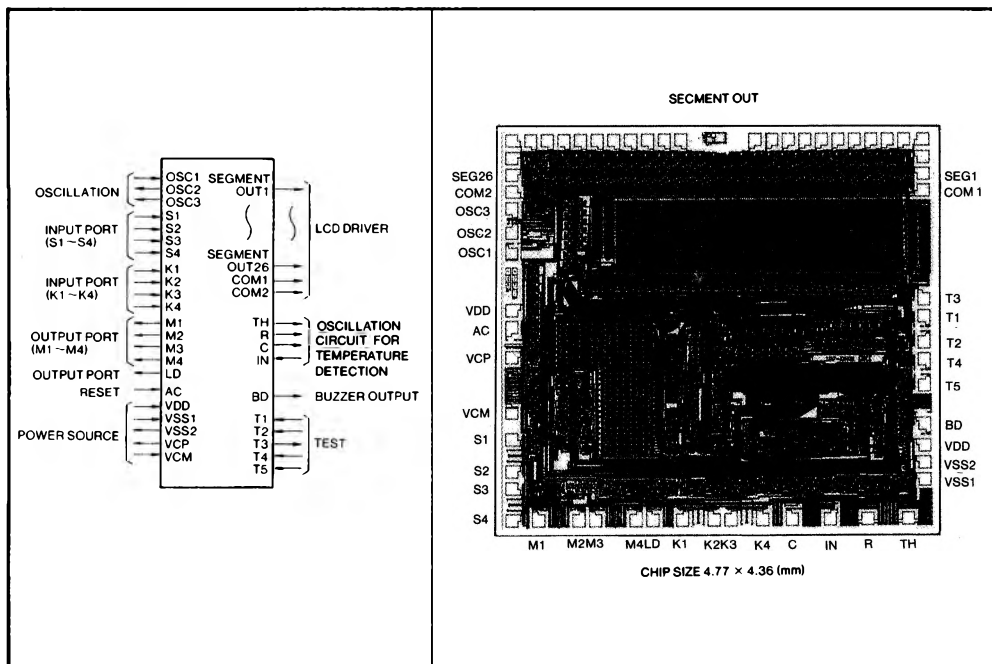 OSCILLATION
OSC1
OSC2
OSC3
INPUT PORT
(S1~S4)
S1
S2
S3
S4
INPUT PORT
(K1~K4)
K1
K2
K3
K4
OUTPUT PORT
(M1~M4)
M1
M2
M3
M4
OUTPUT PORT
LD
RESET
AC
POWER SOURCE
VDD
VSS1
VSS2
VCP
VCM
SEGMENT
OUT1
SEGMENT
OUT26
COM1
COM2
LCD DRIVER
TH
R
C
IN
OSCILLATION
CIRCUIT FOR
TEMPERATURE
DETECTION
BD
BUZZER OUTPUT
T1
T2
T3
T4
T5
TEST
SECMENT OUT
SEG26
COM2
OSC3
OSC2
OSC1
VDD
AC
VCP
VCM
S1
S2
S3
S4
SEG1
COM 1
T3
T1
T2
T4
T5
BD
VDD
VSS2
VSS1
M1 M2M3 M4LD K1 K2K3 K4 C IN R TH
CHIP SIZE 4.77 × 4.36 (mm)